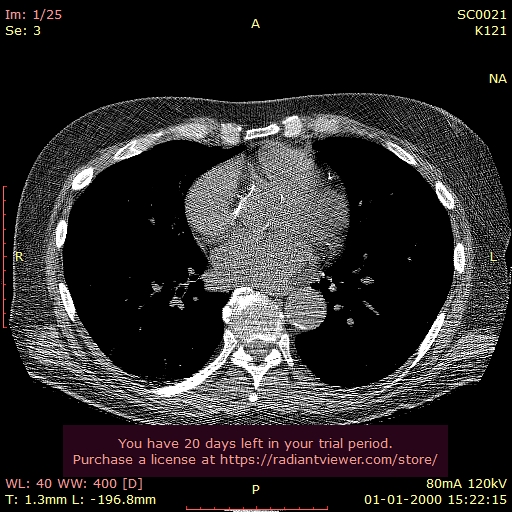 Im: 1/25
Se: 3
A
SC0021
K121
NA
R
L
You have 20 days left in your trial period.
Purchase a license at https://radiantviewer.com/store/
WL: 40 WW: 400 [D]
T: 1.3mm L: -196.8mm
P
80mA 120kV
01-01-2000 15:22:15